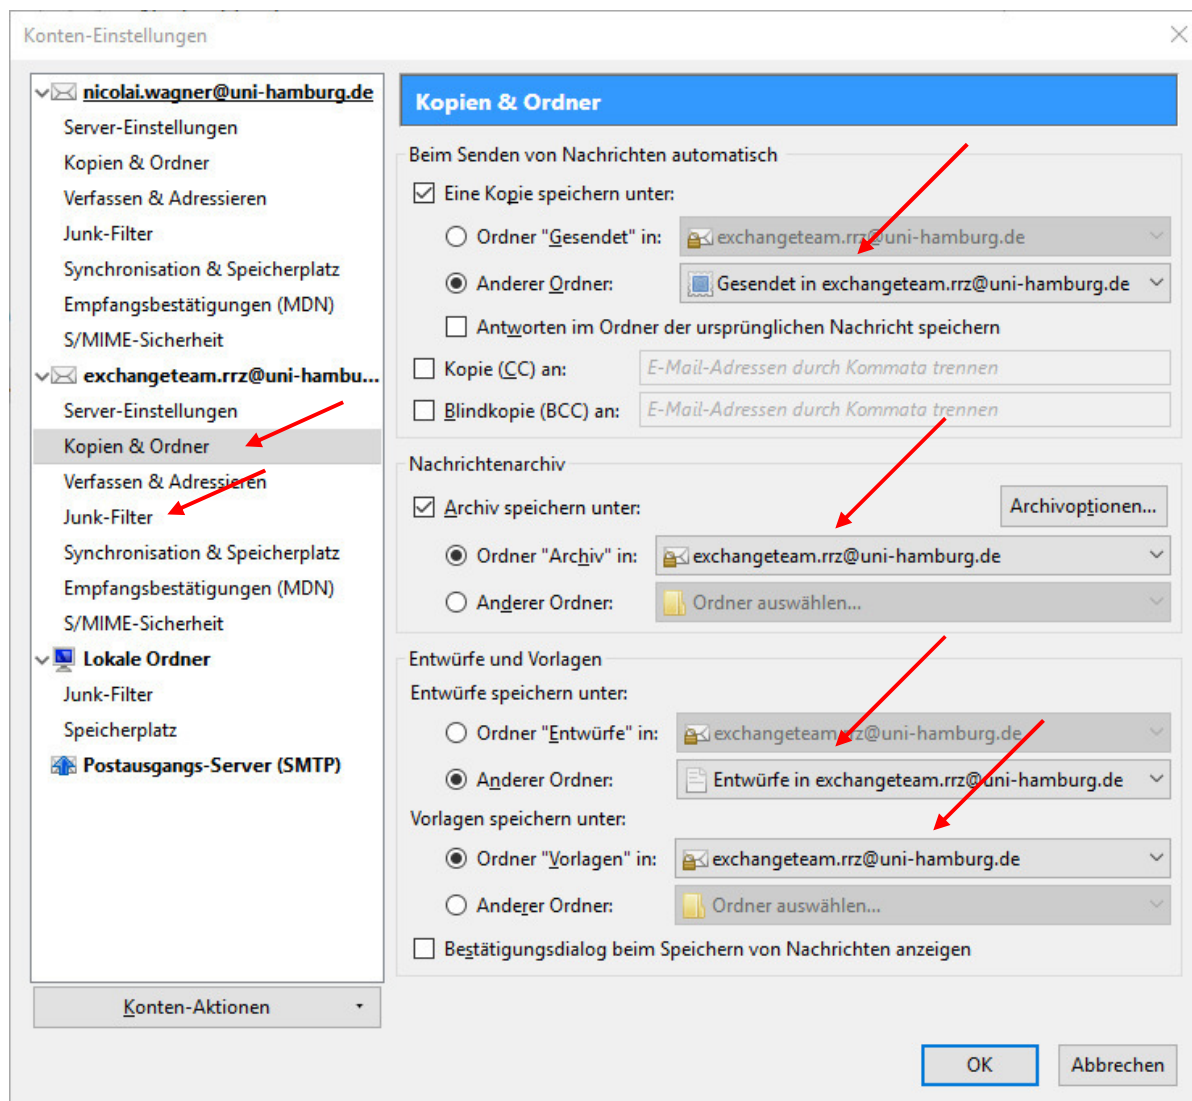 Konten-Einstellungen
nicolai.wagner@uni-hamburg.de
Server-Einstellungen
Kopien & Ordner
Verfassen & Adressieren
Junk-Filter
Synchronisation & Speicherplatz
Empfangsbestätigungen (MDN)
S/MIME-Sicherheit
exchangeteam.rrz@uni-hambu...
Server-Einstellungen
Kopien & Ordner
Verfassen & Adressieren
Junk-Filter
Synchronisation & Speicherplatz
Empfangsbestätigungen (MDN)
S/MIME-Sicherheit
Lokale Ordner
Junk-Filter
Speicherplatz
Postausgangs-Server (SMTP)
Konten-Aktionen
Kopien & Ordner
Beim Senden von Nachrichten automatisch
Eine Kopie speichern unter:
Ordner "Gesendet" in: exchangeteam.rrz@uni-hamburg.de
Anderer Ordner: Gesendet in exchangeteam.rrz@uni-hamburg.de
Antworten im Ordner der ursprünglichen Nachricht speichern
Kopie (CC) an: E-Mail-Adressen durch Kommata trennen
Blindkopie (BCC) an: E-Mail-Adressen durch Kommata trennen
Nachrichtenarchiv
Archiv speichern unter: Archivoptionen...
Ordner "Archiv" in: exchangeteam.rrz@uni-hamburg.de
Anderer Ordner: Ordner auswählen...
Entwürfe und Vorlagen
Entwürfe speichern unter:
Ordner "Entwürfe" in: exchangeteam.rrz@uni-hamburg.de
Anderer Ordner: Entwürfe in exchangeteam.rrz@uni-hamburg.de
Vorlagen speichern unter:
Ordner "Vorlagen" in: exchangeteam.rrz@uni-hamburg.de
Anderer Ordner: Ordner auswählen...
Bestätigungsdialog beim Speichern von Nachrichten anzeigen
OK Abbrechen